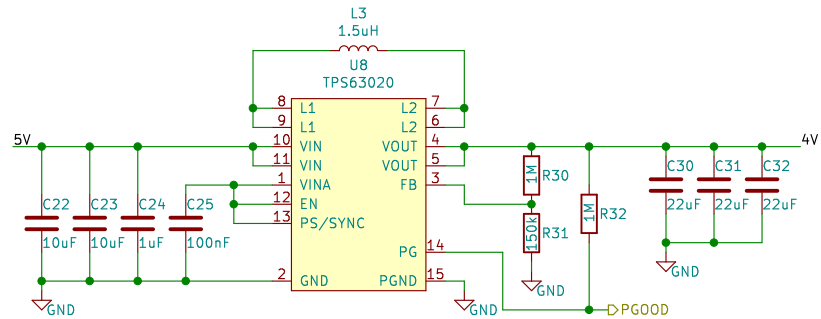 L3
1.5uH
U8
TPS63020
8 L1 L2 7
9 L1 L2 6
5V 10 VIN VOUT 4 4V
11 VIN VOUT 5
1 VINA FB 3
12 EN
13 PS/SYNC
PG 14
2 GND PGND 15
C22 10uF
C23 10uF
C24 1uF
C25 100nF
GND
GND
1M R30
150k R31
GND
1M R32
PGOOD
C30 22uF
C31 22uF
C32 22uF
GND